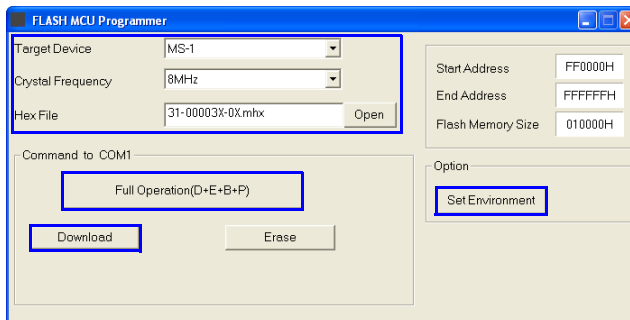 FLASH MCU Programmer
Target Device
MS-1
Crystal Frequency
8MHz
Hex File
31-00003X-0X.mhx
Open
Start Address
FF0000H
End Address
FFFFFFH
Flash Memory Size
010000H
Command to COM1
Full Operation(D+E+B+P)
Download
Erase
Option
Set Environment